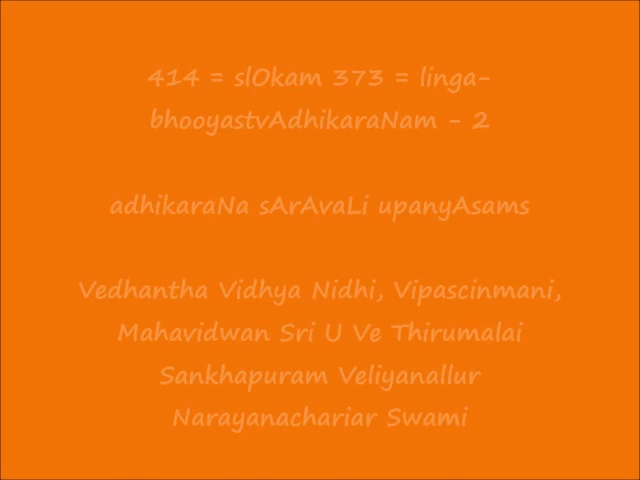 414 = slOkam 373 = linga-
bhooyastvAdhikaraNam - 2
adhikaraNa sArAvaLi upanyAsams
Vedhantha Vidhya Nidhi, Vipascinmani,
Mahavidwan Sri U Ve Thirumalai
Sankhapuram Veliyanallur
Narayanachariar Swami